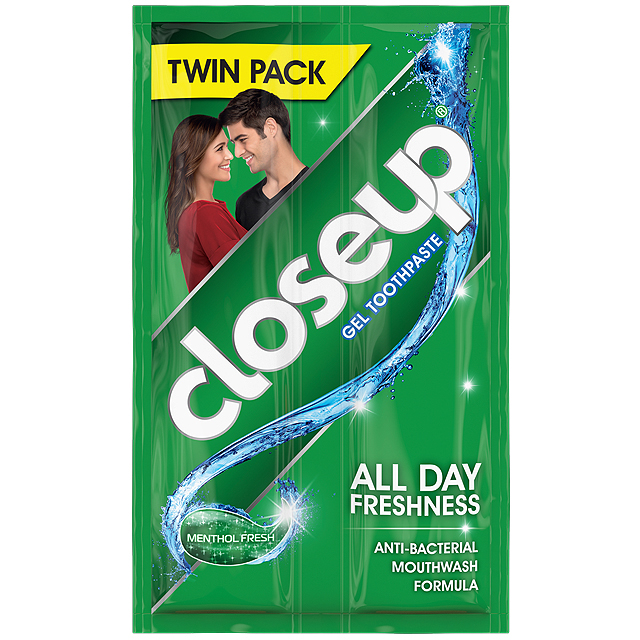 TWIN PACK
closeup®
GEL TOOTHPASTE
ALL DAY
FRESHNESS
MENTHOL FRESH
ANTI-BACTERIAL
MOUTHWASH
FORMULA